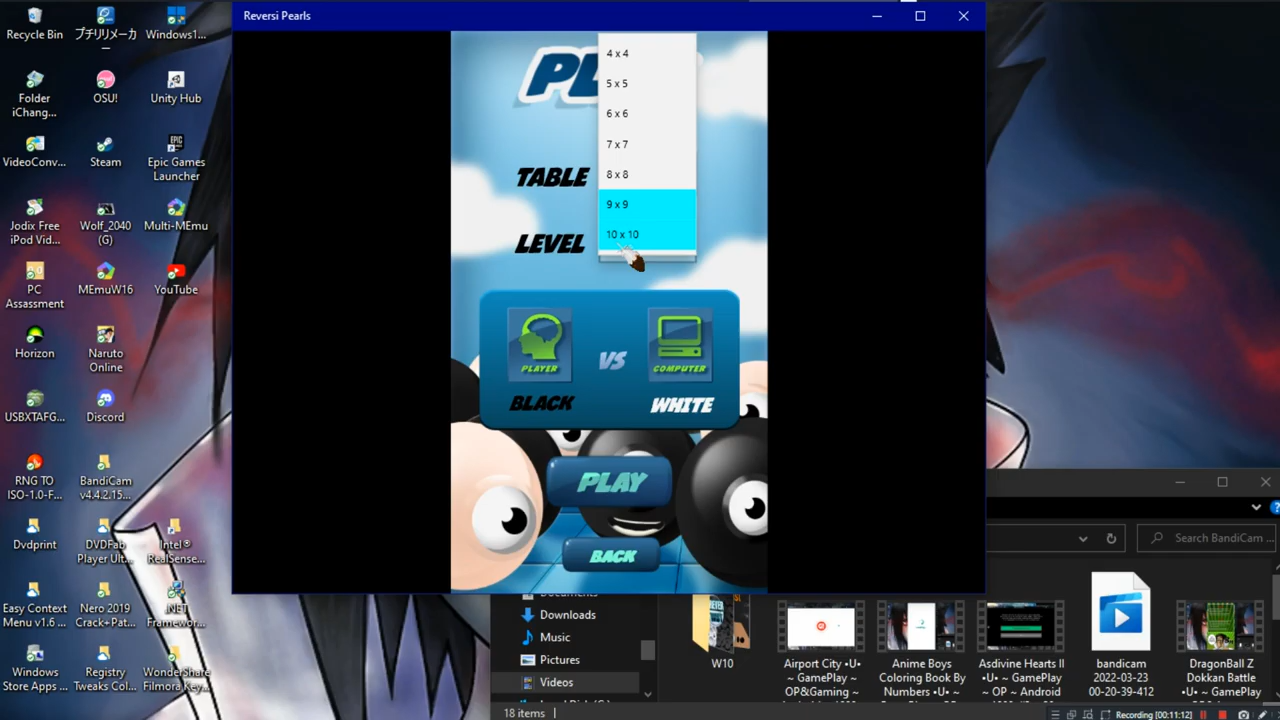 Recycle Bin
プチリリメーカー
Windows1...
Folder
iChang...
OSU!
Unity Hub
VideoConv...
Steam
Epic Games
Launcher
Jodix Free
iPod Vid...
Wolf_2040
(G)
Multi-MEmu
PC
Assassment
MEmuW16
YouTube
Horizon
Naruto
Online
USBXTAFG...
Discord
RNG TO
ISO-1.0-F...
BandiCam
v4.4.2.15...
Dvdprint
DVDFab
Player Ult...
Intel®
RealSense...
Easy Context
Menu v1.6 ...
Nero 2019
Crack+Pat...
.NET
Framewor...
Windows
Store Apps ...
Registry
Tweaks Col...
WonderShare
Filmora Key...
Reversi Pearls
4 x 4
5 x 5
6 x 6
7 x 7
8 x 8
9 x 9
10 x 10
TABLE
LEVEL
PLAYER
VS
COMPUTER
BLACK
WHITE
PLAY
BACK
Search BandiCam ...
Documents
Downloads
Music
Pictures
Videos
W10
Airport City •U•
~ GamePlay ~
OP&Gaming ~
Anime Boys
Coloring Book By
Numbers •U• ~
Asdivine Hearts II
•U• ~ GamePlay
~ OP ~ Android
bandicam
2022-03-23
00-20-39-412
DragonBall Z
Dokkan Battle
•U• ~ GamePlay
18 items
Recording [00:11:12]